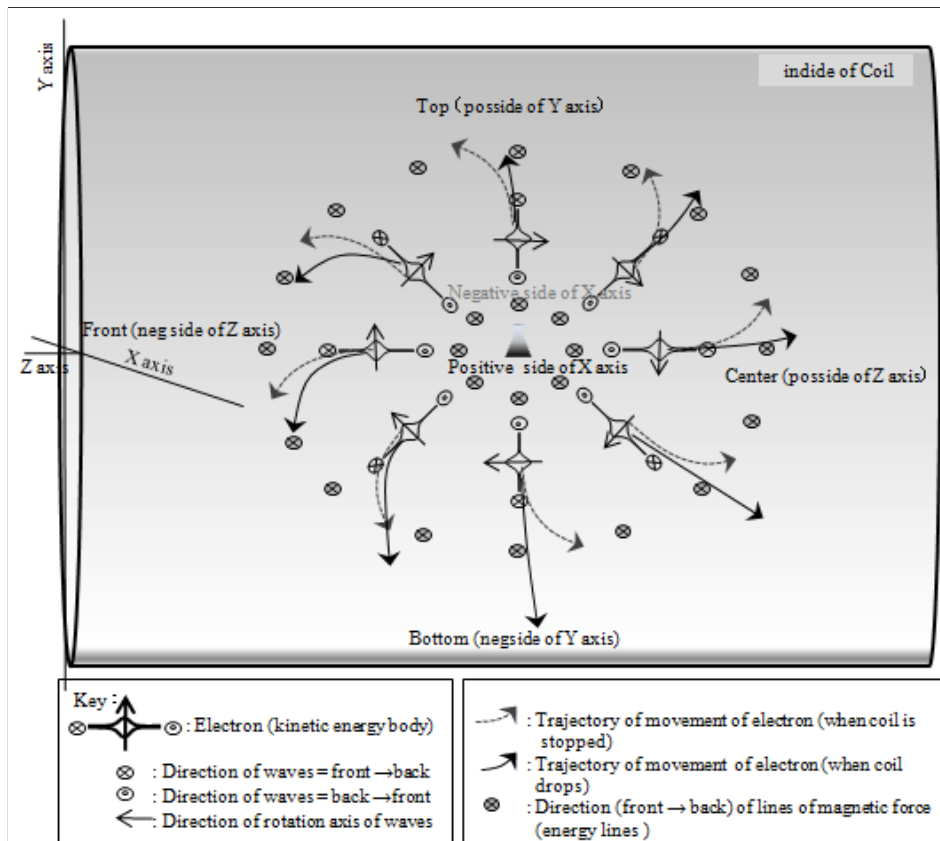 Y axis
indide of Coil
Top (posside of Y axis)
Negative side of X axis
Front (neg side of Z axis)
Z axis
X axis
Positive side of X axis
Center (posside of Z axis)
Bottom (negside of Y axis)
Key :
: Electron (kinetic energy body)
: Direction of waves = front → back
: Direction of waves = back → front
: Direction of rotation axis of waves
: Trajectory of movement of electron (when coil is
stopped)
: Trajectory of movement of electron (when coil
drops)
: Direction (front → back) of lines of magnetic force
(energy lines )